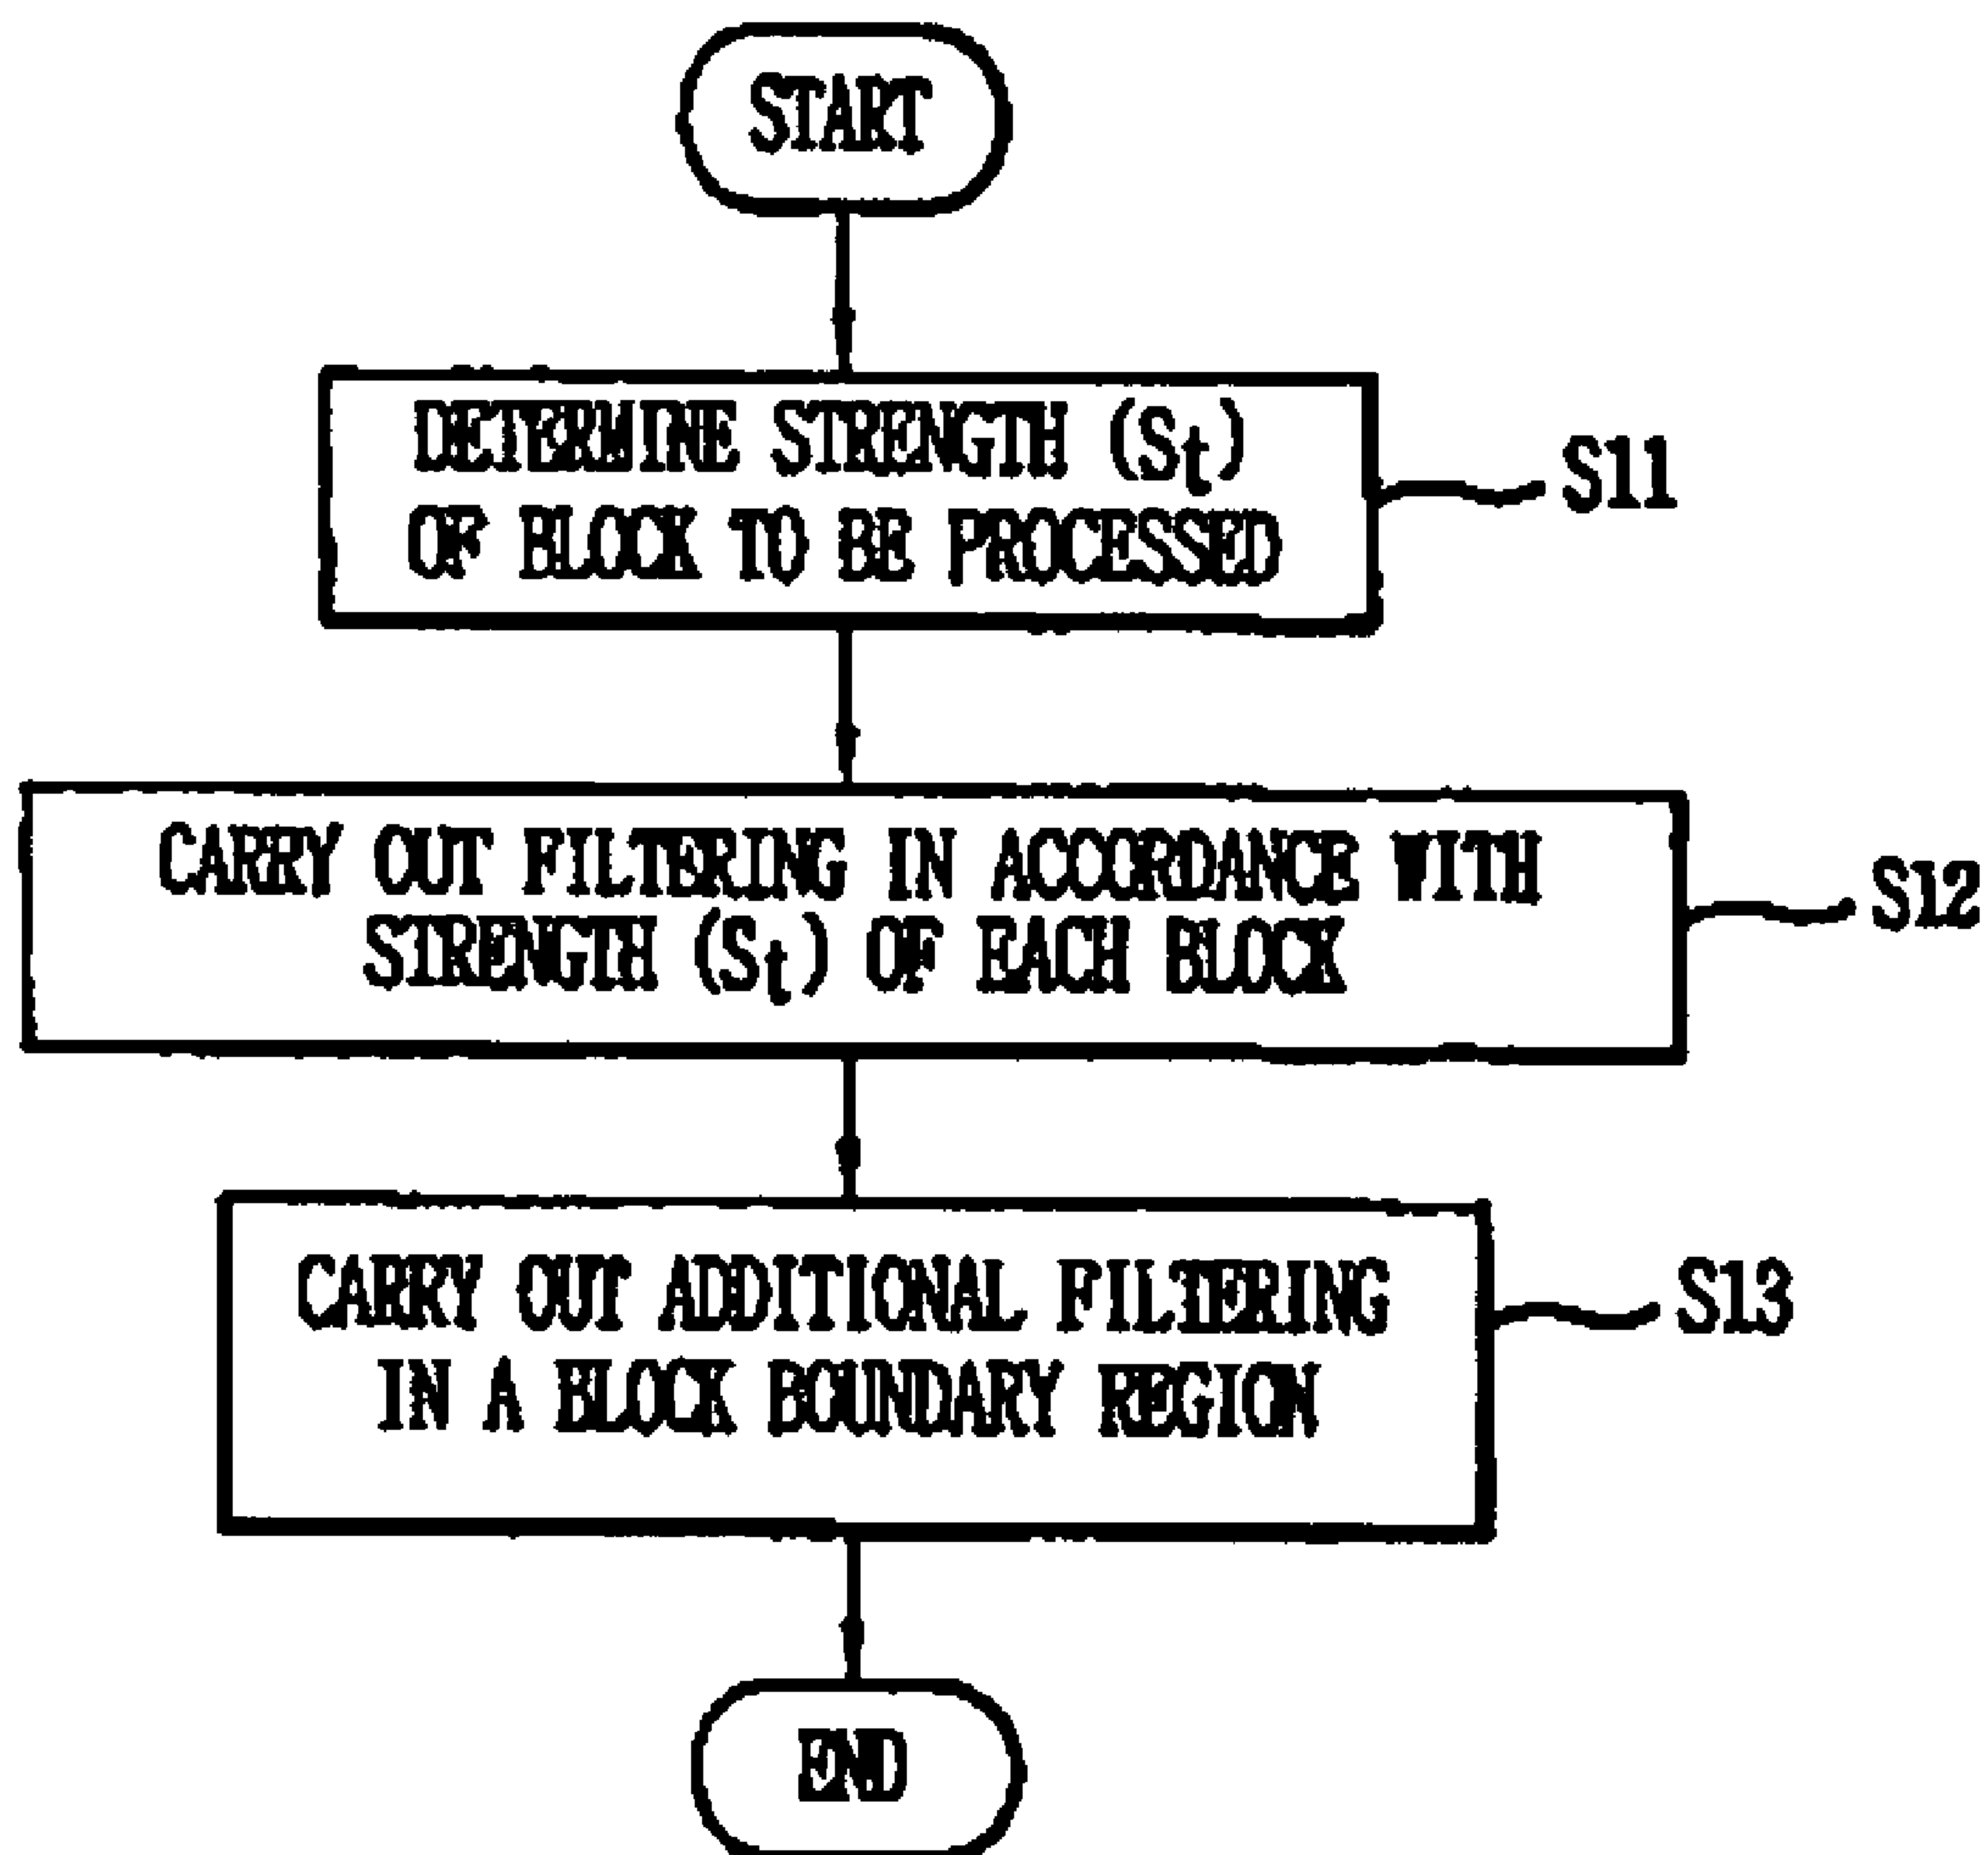 START
DETERMINE STRENGTH (St)
OF BLOCK TO BE PROCESSED
S11
CARRY OUT FILTERING IN ACCORDANCE WITH
STRENGTH (St) OF EACH BLOCK
S12
CARRY OUT ADDITIONAL FILTERING
IN A BLOCK BOUNDARY REGION
S13
END